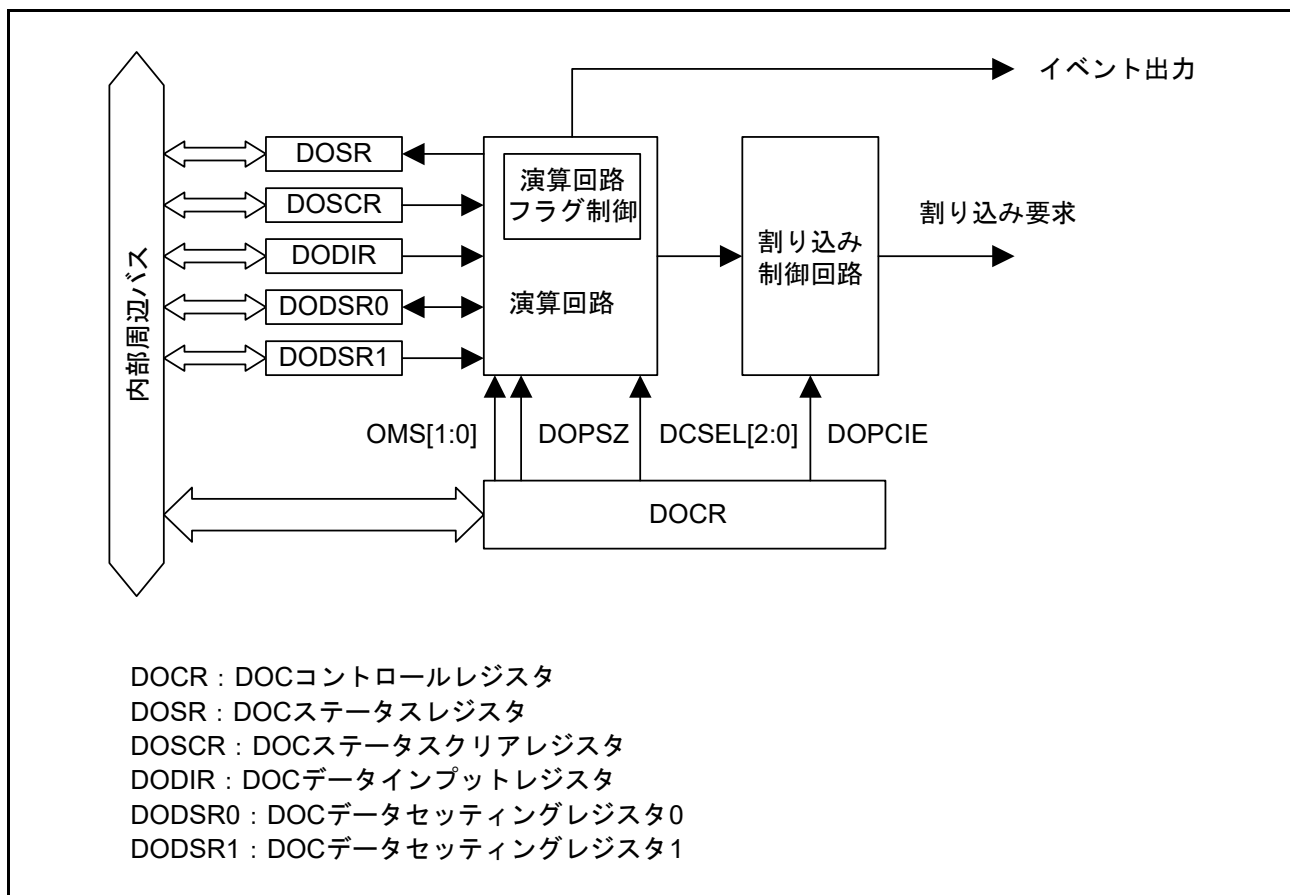 イベント出力
DOSR
DOSCR
DODIR
DODSR0
DODSR1
内部周辺バス
演算回路
フラグ制御
演算回路
割り込み
制御回路
割り込み要求
OMS[1:0]
DOPSZ
DCSEL[2:0]
DOPCIE
DOCR
DOCR：DOCコントロールレジスタ
DOSR：DOCステータスレジスタ
DOSCR：DOCステータスクリアレジスタ
DODIR：DOCデータインプットレジスタ
DODSR0：DOCデータセッティングレジスタ0
DODSR1：DOCデータセッティングレジスタ1